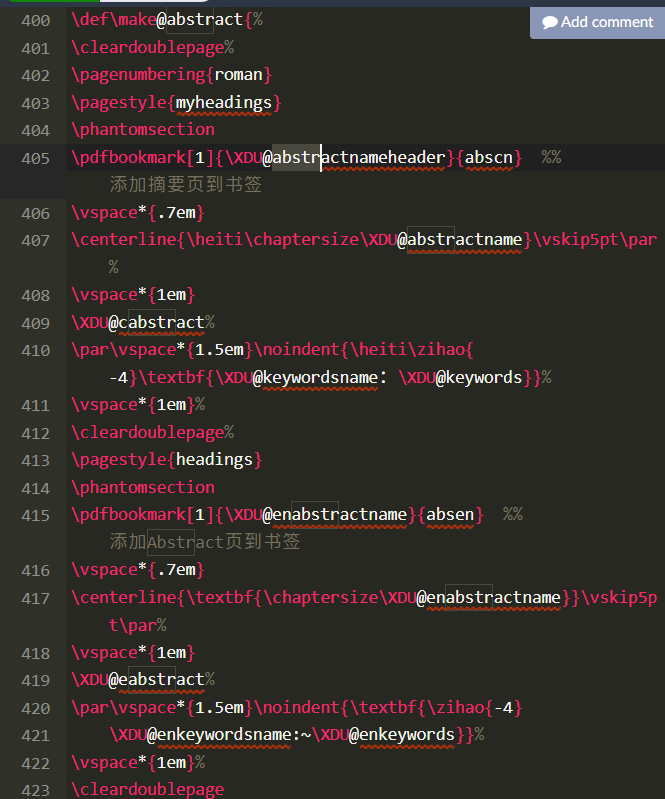 Add comment
400 \def\make@abstract{%
401 \cleardoublepage%
402 \pagenumbering{roman}
403 \pagestyle{myheadings}
404 \phantomsection
405 \pdfbookmark[1]{\XDU@abstractnameheader}{abscn}  %%
添加摘要页到书签
406 \vspace*{.7em}
407 \centerline{\heiti\chaptersize\XDU@abstractname}\vskip5pt\par
%
408 \vspace*{1em}
409 \XDU@cabstract%
410 \par\vspace*{1.5em}\noindent{\heiti\zihao{
-4}\textbf{\XDU@keywordsname：\XDU@keywords}}%
411 \vspace*{1em}%
412 \cleardoublepage%
413 \pagestyle{headings}
414 \phantomsection
415 \pdfbookmark[1]{\XDU@enabstractname}{absen}  %%
添加Abstract页到书签
416 \vspace*{.7em}
417 \centerline{\textbf{\chaptersize\XDU@enabstractname}}\vskip5p
t\par%
418 \vspace*{1em}
419 \XDU@eabstract%
420 \par\vspace*{1.5em}\noindent{\textbf{\zihao{-4}
421 \XDU@enkeywordsname:~\XDU@enkeywords}}%
422 \vspace*{1em}%
423 \cleardoublepage